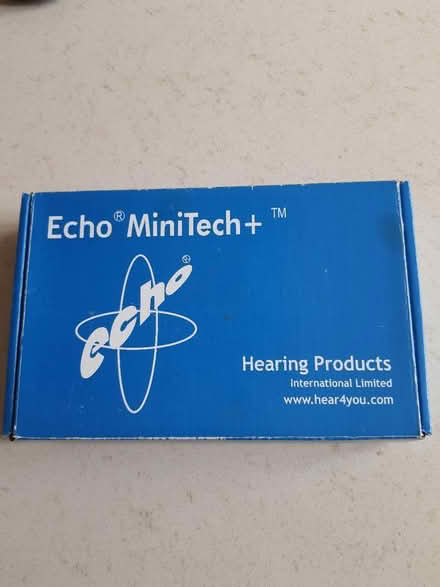 Echo® MiniTech+ ™
echo®
Hearing Products
International Limited
www.hear4you.com